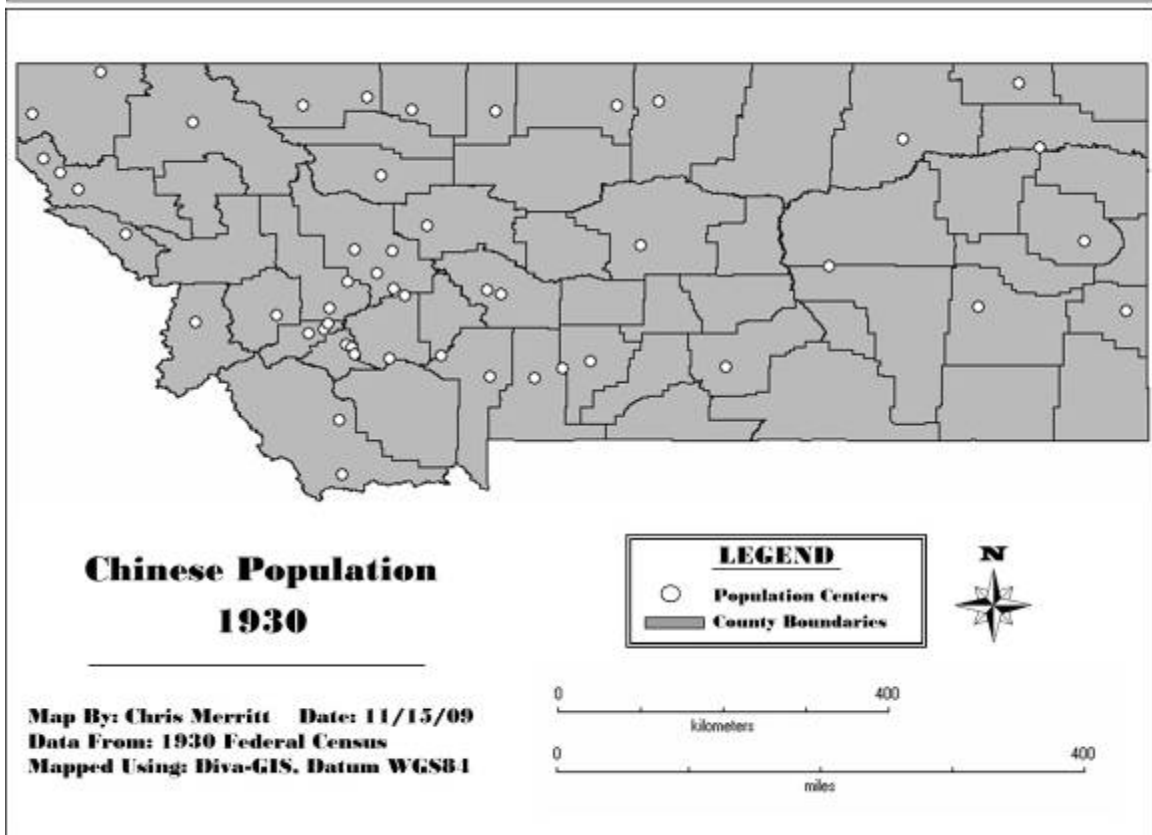 Chinese Population
1930
Map By: Chris Merritt Date: 11/15/09
Data From: 1930 Federal Census
Mapped Using: Diva-GIS, Datum WGS84
LEGEND
Population Centers
County Boundaries
N
0 400
kilometers
0 400
miles